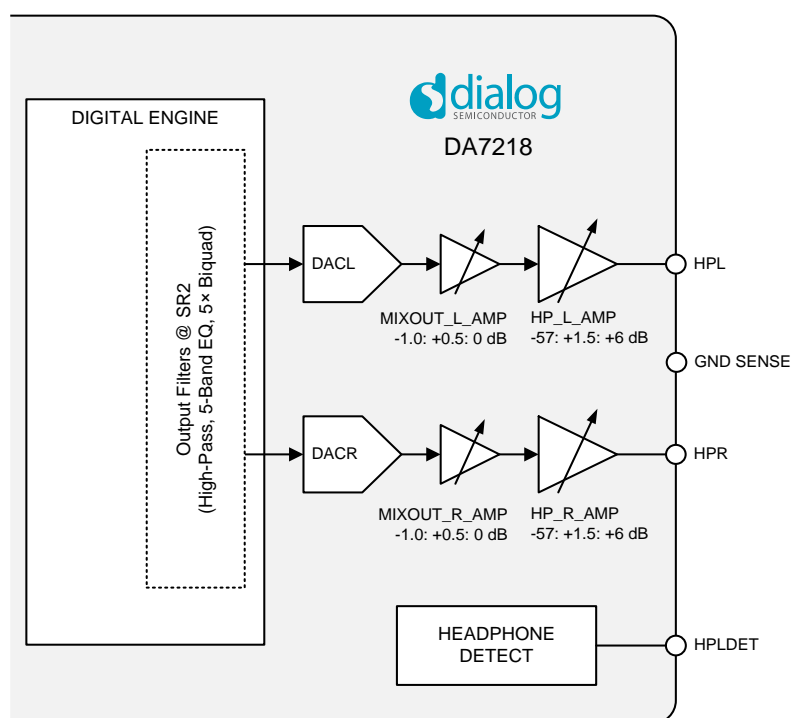 dialog
SEMICONDUCTOR
DA7218
DIGITAL ENGINE
Output Filters @ SR2
(High-Pass, 5-Band EQ, 5× Biquad)
DACL
MIXOUT_L_AMP
-1.0: +0.5: 0 dB
HP_L_AMP
-57: +1.5: +6 dB
HPL
GND SENSE
DACR
MIXOUT_R_AMP
-1.0: +0.5: 0 dB
HP_R_AMP
-57: +1.5: +6 dB
HPR
HEADPHONE
DETECT
HPLDET